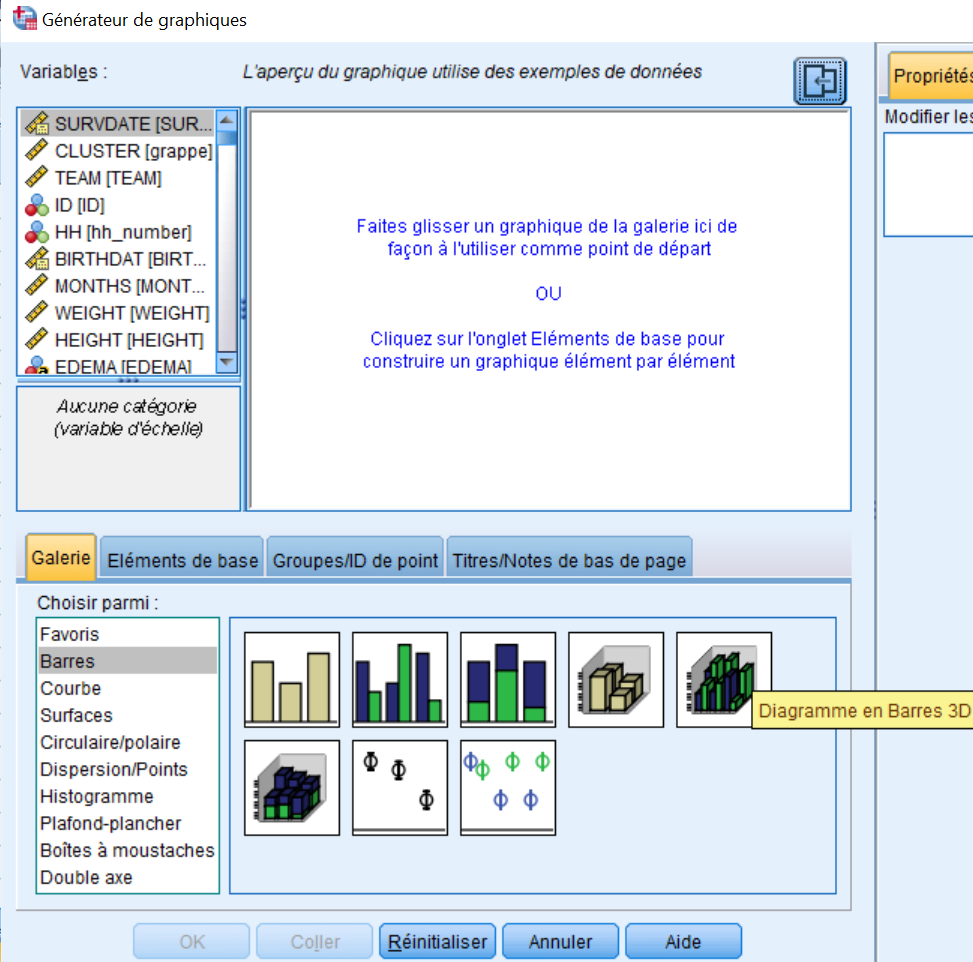 Générateur de graphiques
Variables :
L'aperçu du graphique utilise des exemples de données
Propriétés
Modifier les
SURVDATE [SUR...
CLUSTER [grappe]
TEAM [TEAM]
ID [ID]
HH [hh_number]
BIRTHDAT [BIRT...
MONTHS [MONT...
WEIGHT [WEIGHT]
HEIGHT [HEIGHT]
EDEMA [EDEMA]
Faites glisser un graphique de la galerie ici de
façon à l'utiliser comme point de départ
OU
Cliquez sur l'onglet Eléments de base pour
construire un graphique élément par élément
Aucune catégorie
(variable d'échelle)
Galerie
Eléments de base
Groupes/ID de point
Titres/Notes de bas de page
Choisir parmi :
Favoris
Barres
Courbe
Surfaces
Circulaire/polaire
Dispersion/Points
Histogramme
Plafond-plancher
Boîtes à moustaches
Double axe
Diagramme en Barres 3D
OK
Coller
Réinitialiser
Annuler
Aide